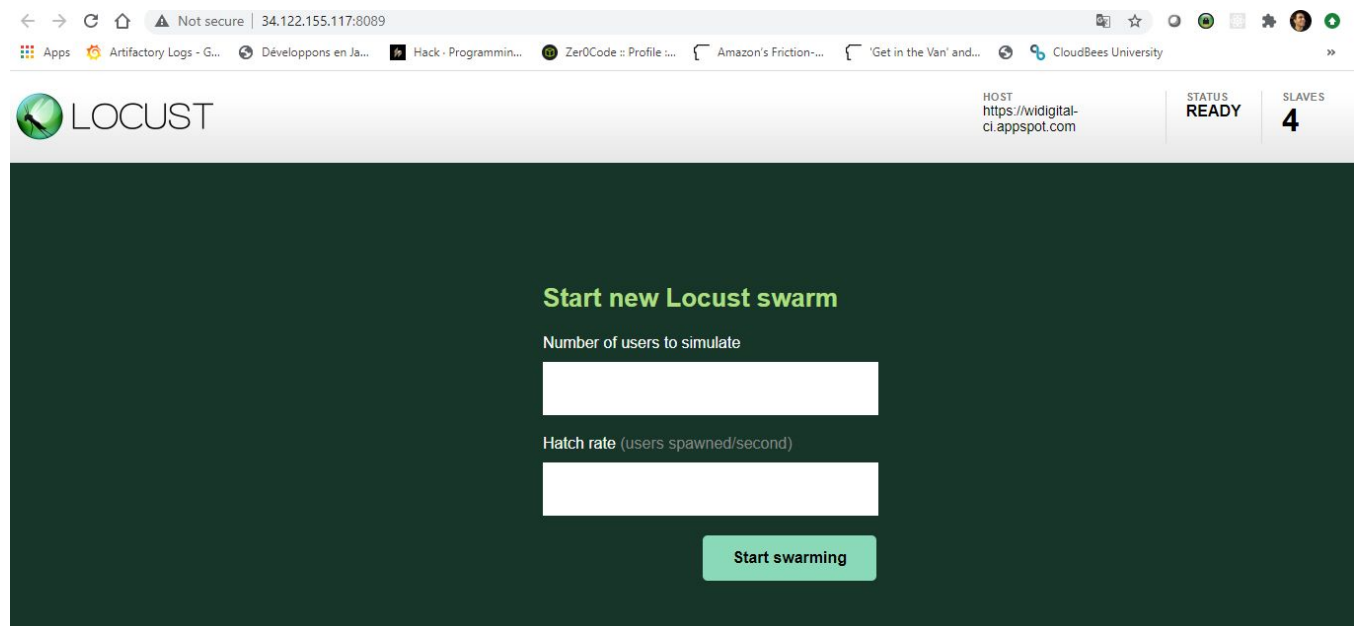 Not secure | 34.122.155.117:8089
Apps Artifactory Logs - G... Développons en Ja... Hack · Programmin... Zer0Code :: Profile :... Amazon's Friction-... 'Get in the Van' and... CloudBees University »
LOCUST
HOST
https://widigital-
ci.appspot.com
STATUS
READY
SLAVES
4
Start new Locust swarm
Number of users to simulate
Hatch rate (users spawned/second)
Start swarming